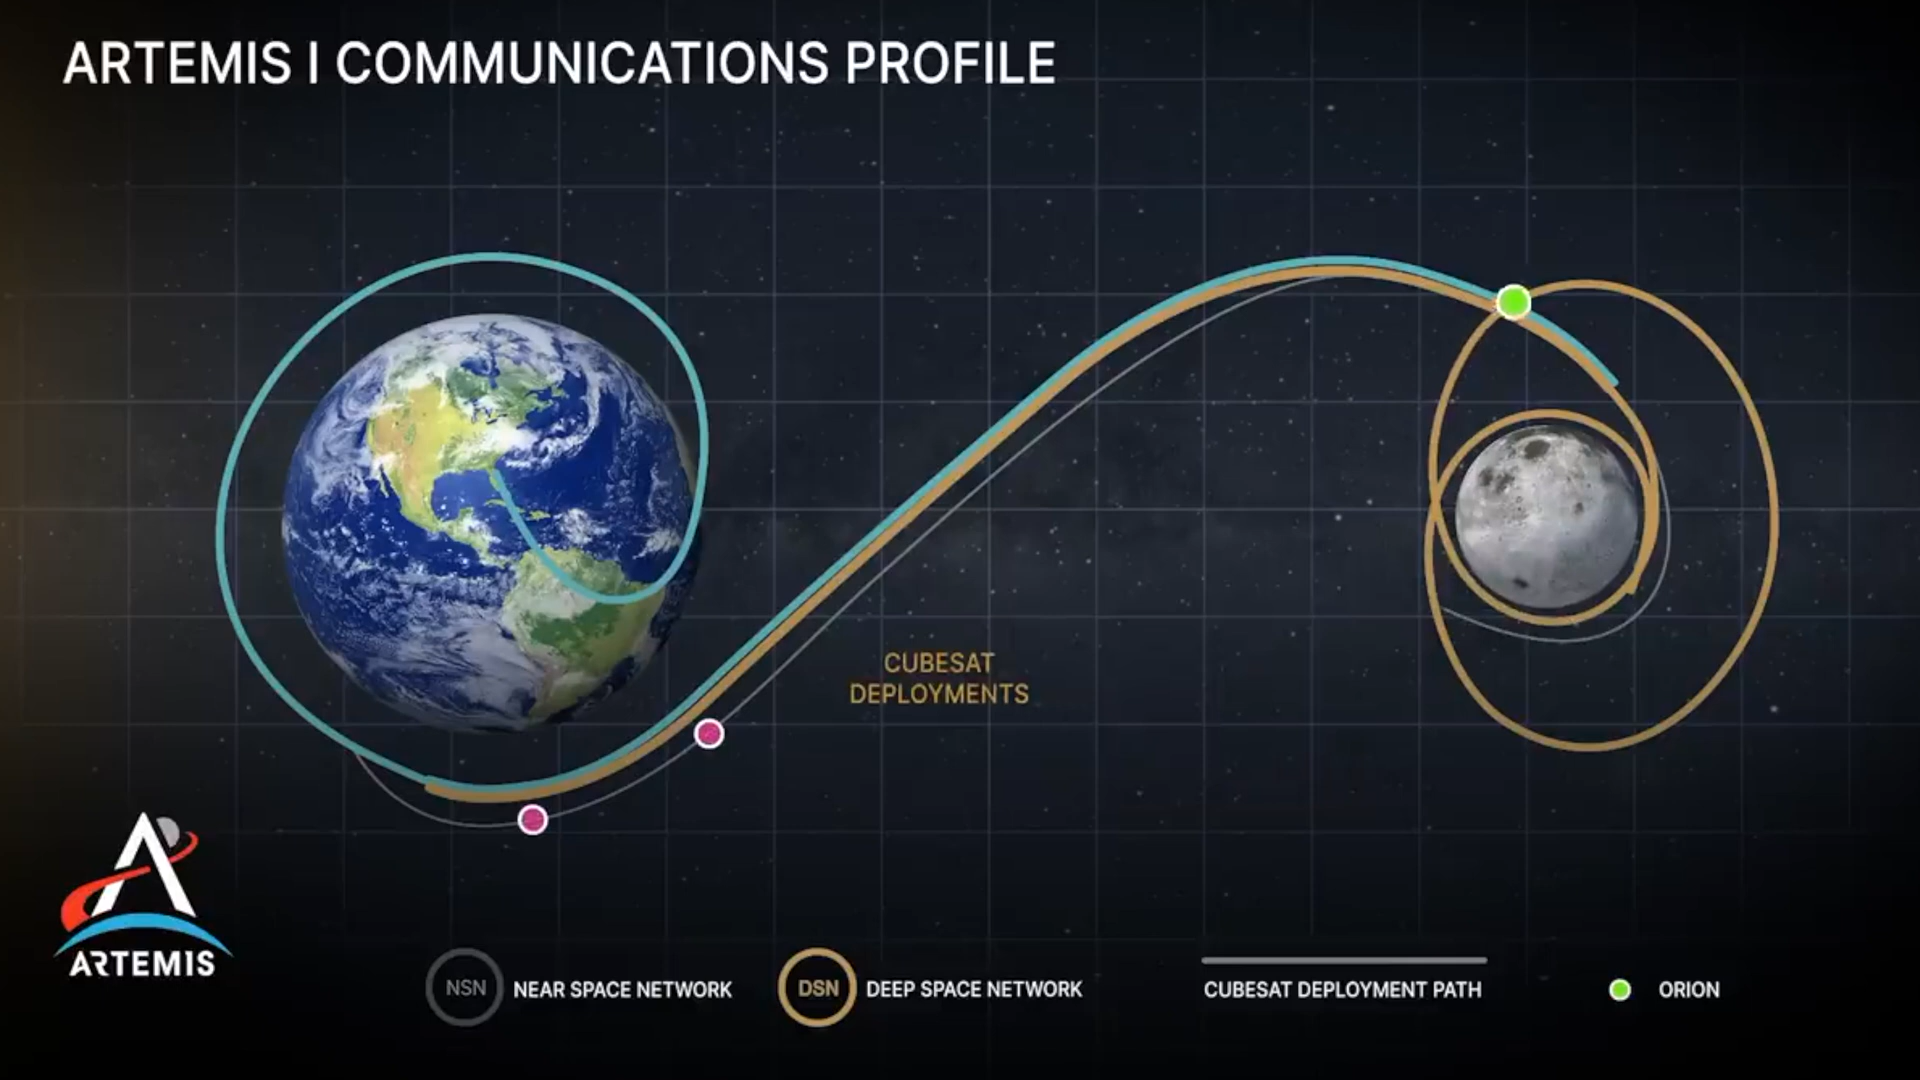 ARTEMIS I COMMUNICATIONS PROFILE
CUBESAT
DEPLOYMENTS
ARTEMIS
NSN NEAR SPACE NETWORK
DSN DEEP SPACE NETWORK
CUBESAT DEPLOYMENT PATH
ORION